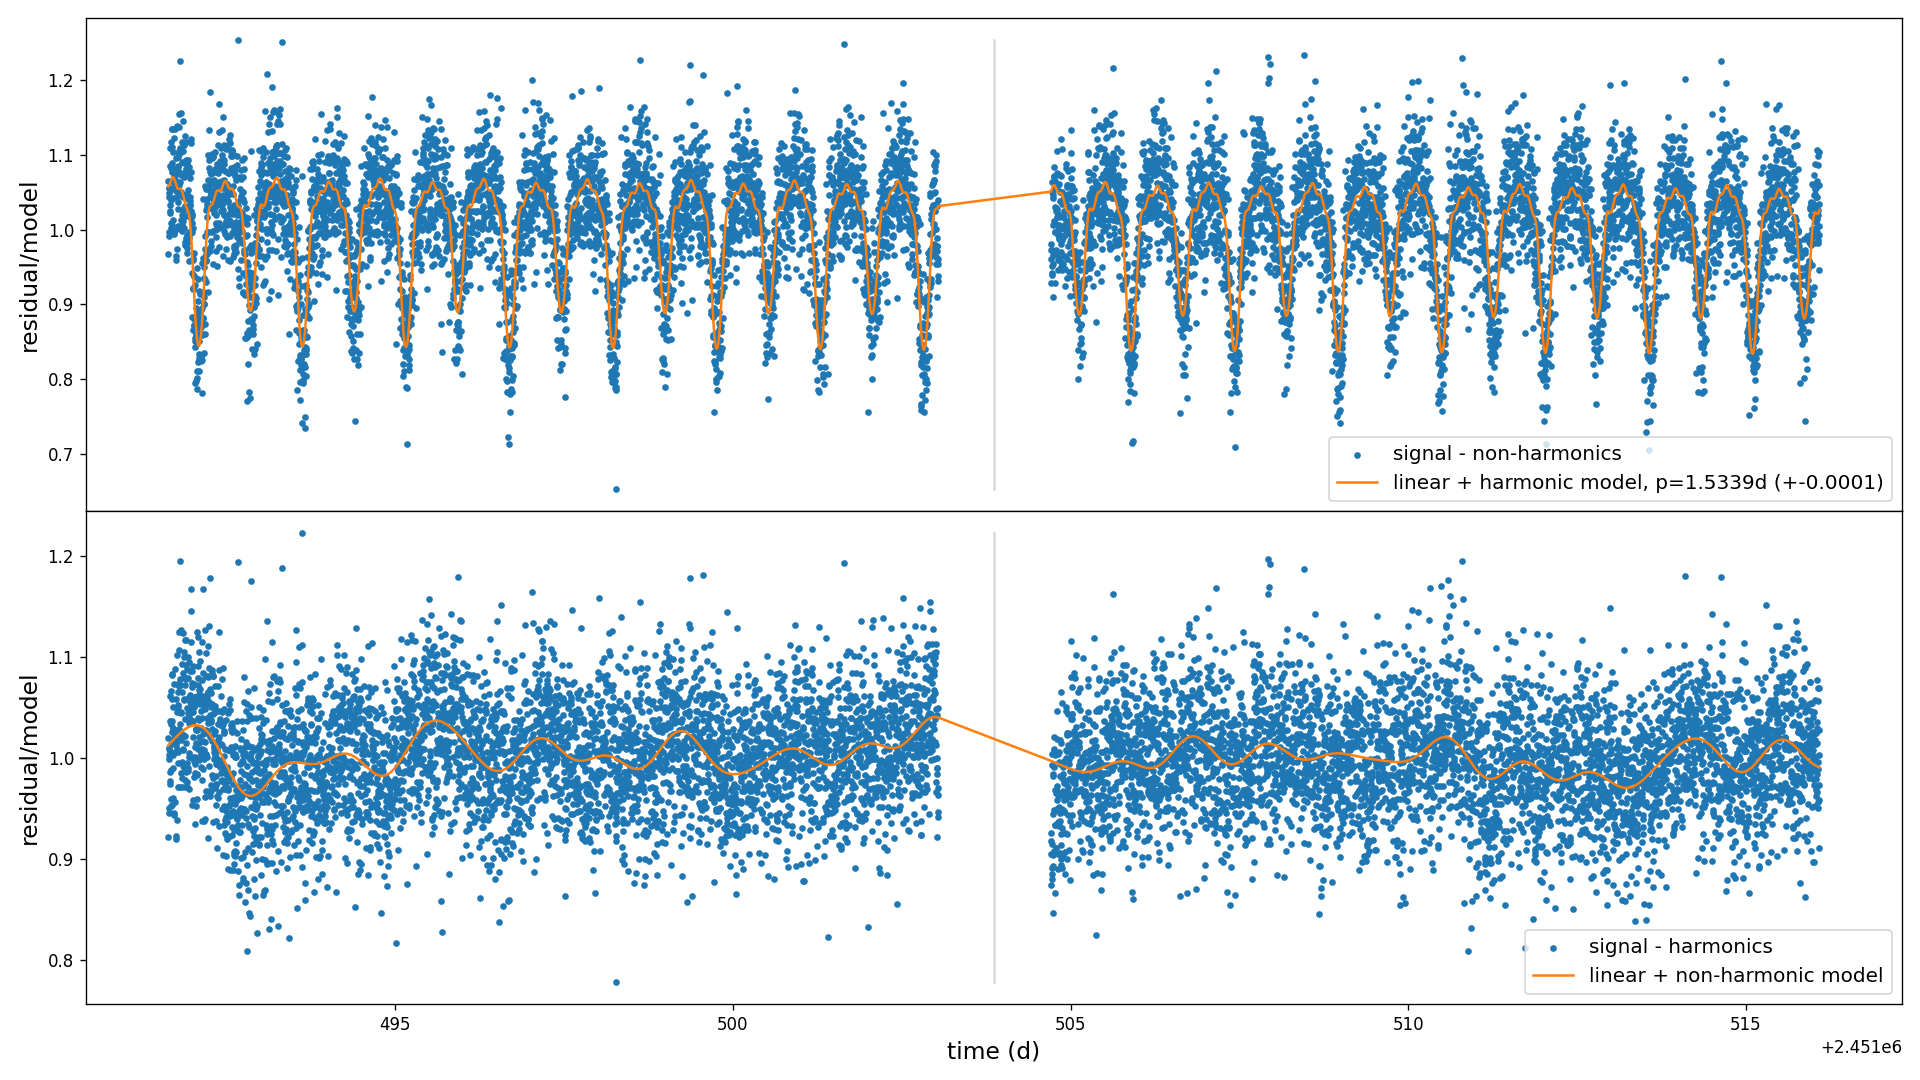 1.2
1.1
1.0
0.9
0.8
0.7
residual/model
signal - non-harmonics
linear + harmonic model, p=1.5339d (+-0.0001)
1.2
1.1
1.0
0.9
0.8
residual/model
signal - harmonics
linear + non-harmonic model
495
500
505
510
515
time (d)
+2.451e6